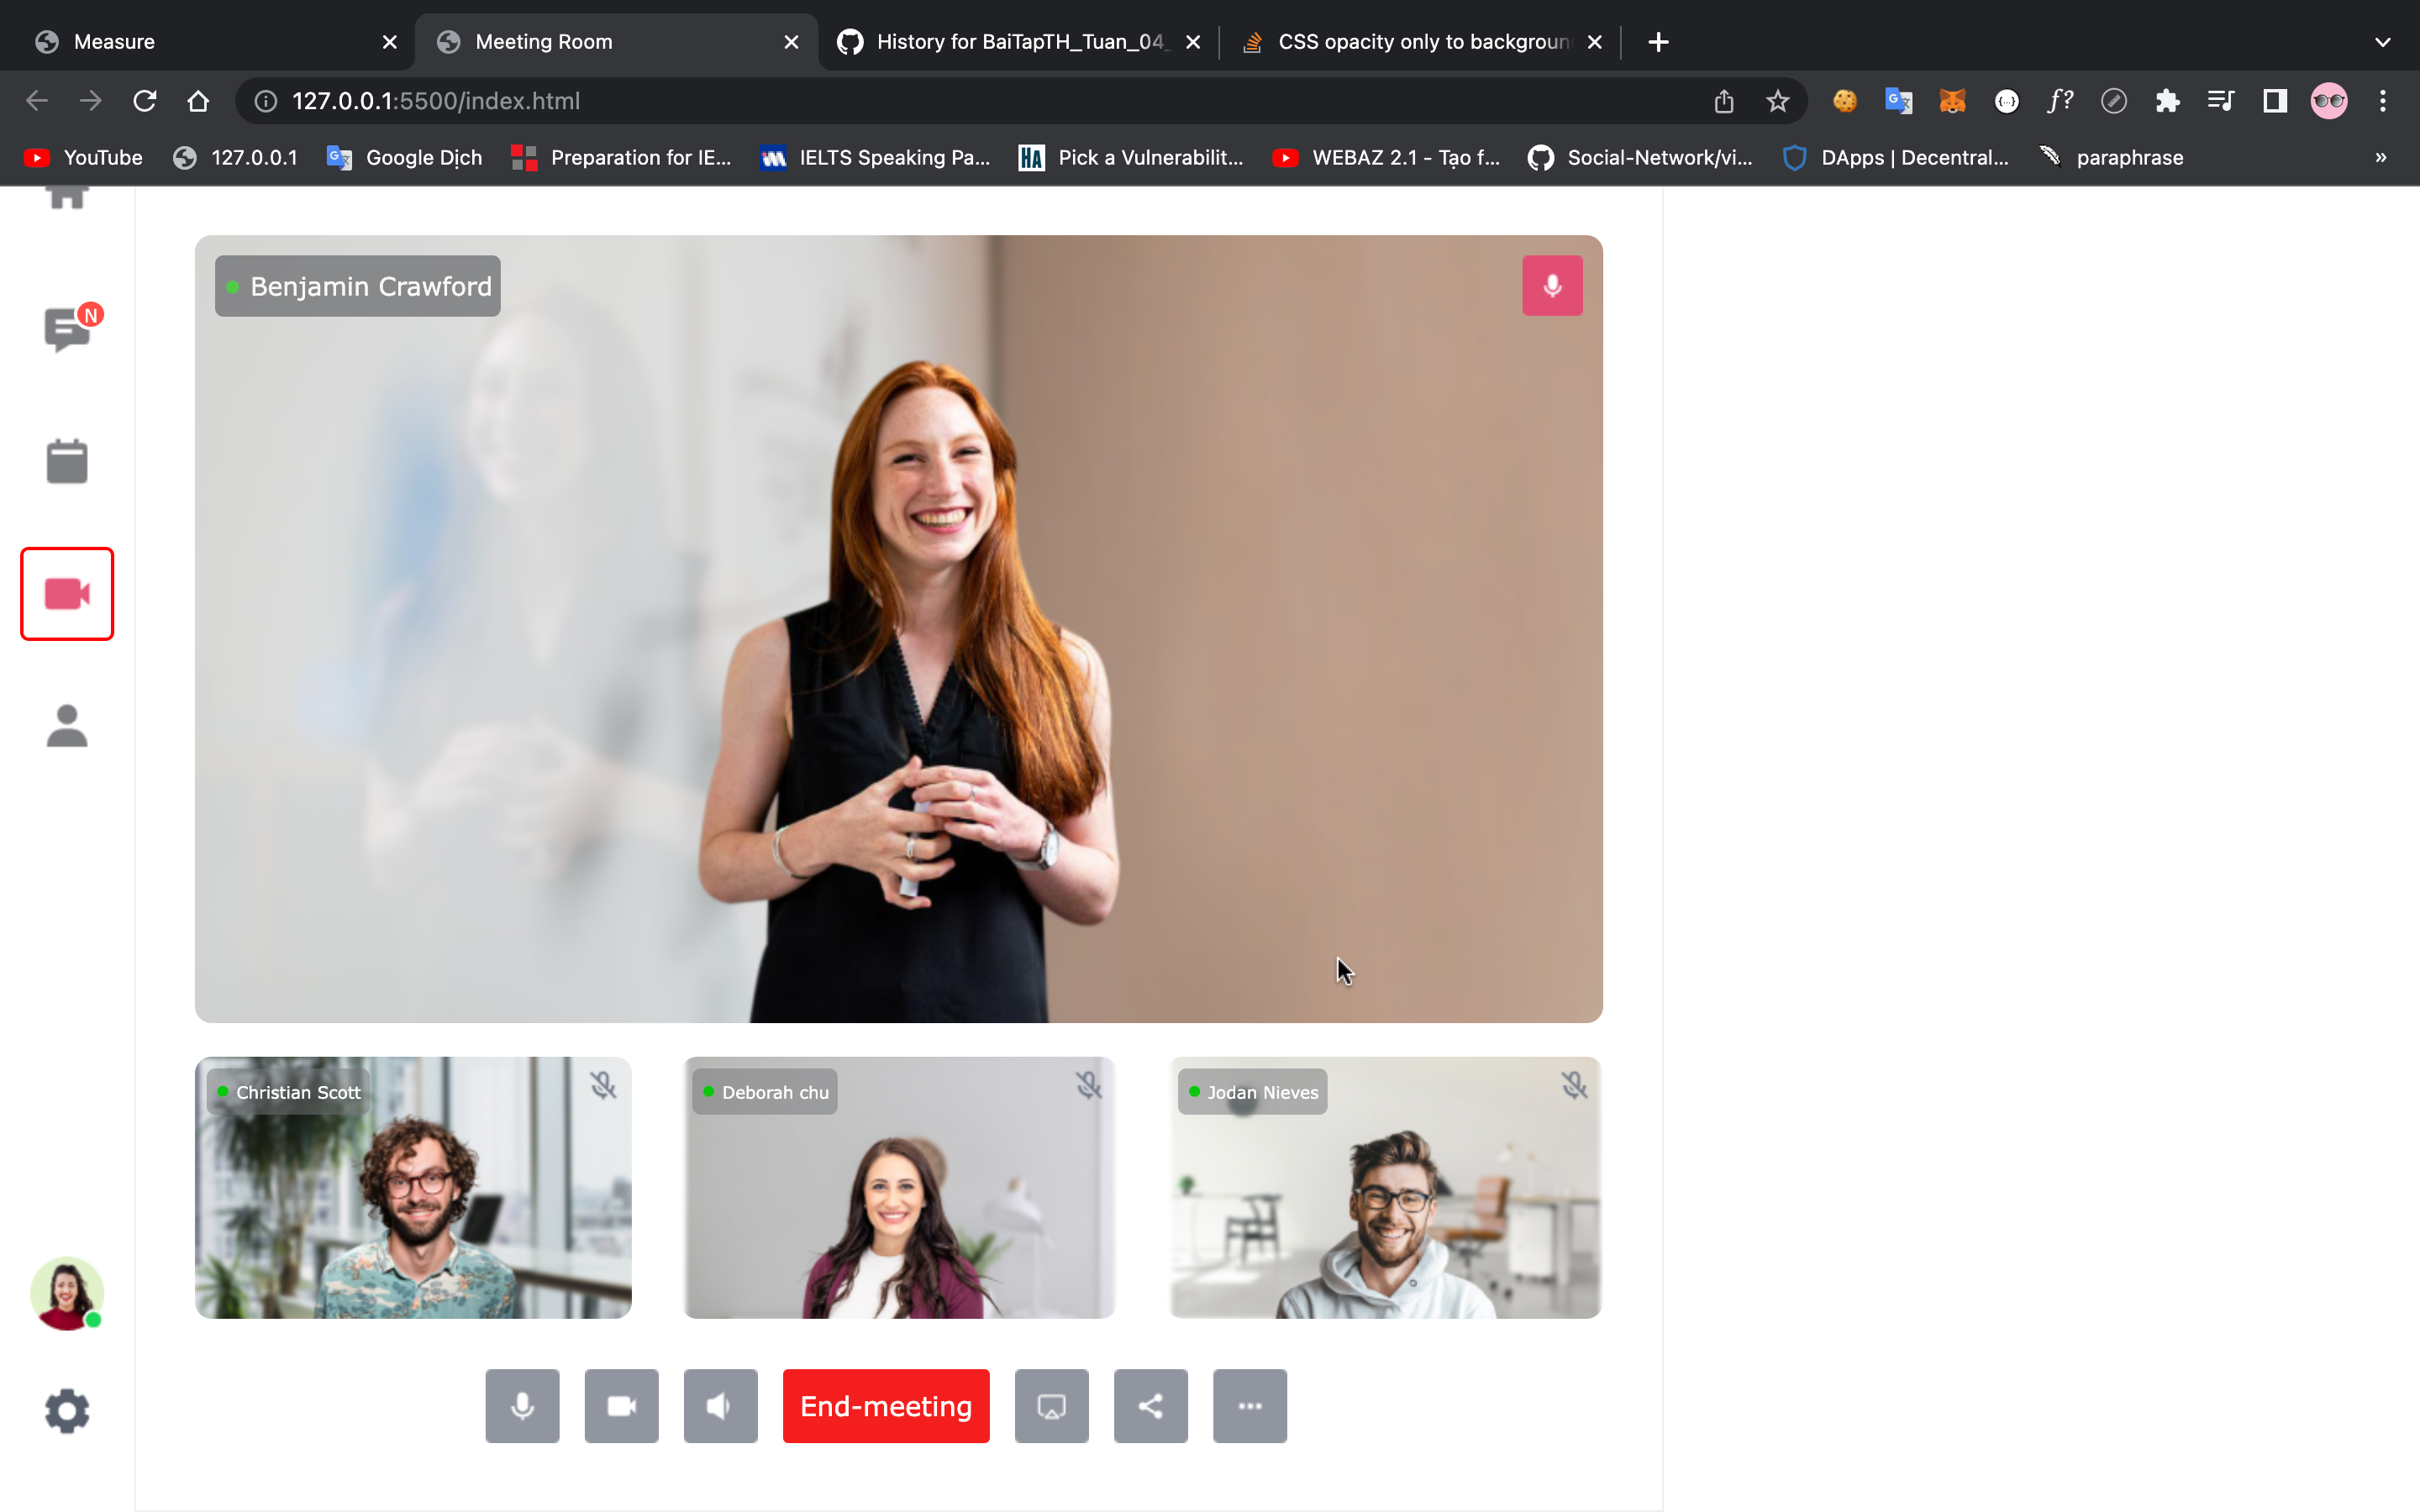 Measure
Meeting Room
History for BaiTapTH_Tuan_04_
CSS opacity only to backgroun
127.0.0.1:5500/index.html
YouTube
127.0.0.1
Google Dịch
Preparation for IE...
IELTS Speaking Pa...
HA
Pick a Vulnerabilit...
WEBAZ 2.1 - Tạo f...
Social-Network/vi...
DApps | Decentral...
paraphrase
»
N
Benjamin Crawford
Christian Scott
Deborah chu
Jodan Nieves
End-meeting